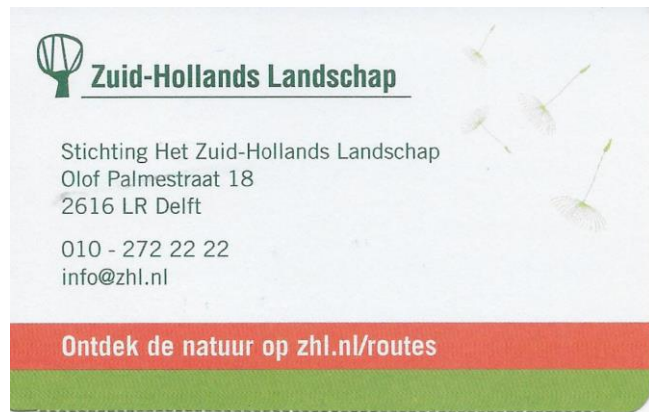 Zuid-Hollands Landschap
Stichting Het Zuid-Hollands Landschap
Olof Palmestraat 18
2616 LR Delft
010 - 272 22 22
info@zhl.nl
Ontdek de natuur op zhl.nl/routes